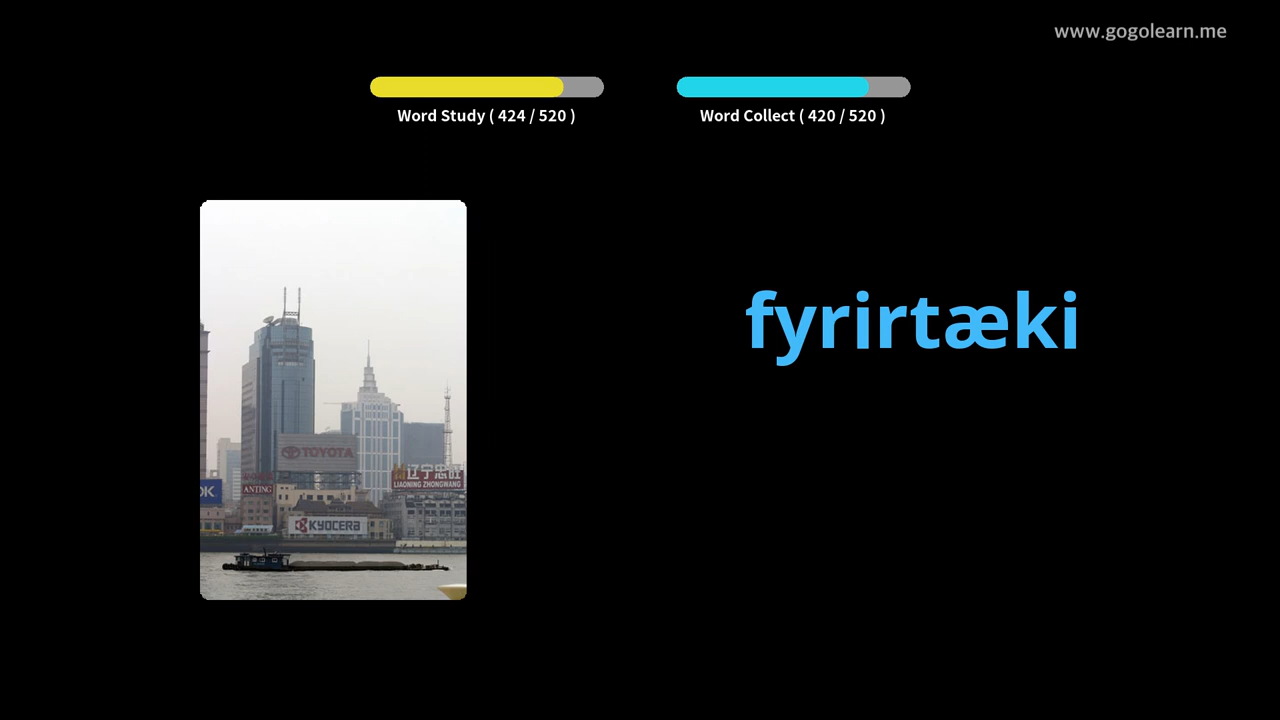 www.gogolearn.me
Word Study ( 424 / 520 )
Word Collect ( 420 / 520 )
fyrirtæki
TOYOTA
辽宁忠旺
LIAONING ZHONGWANG
OK
ANTING
KYOCERA